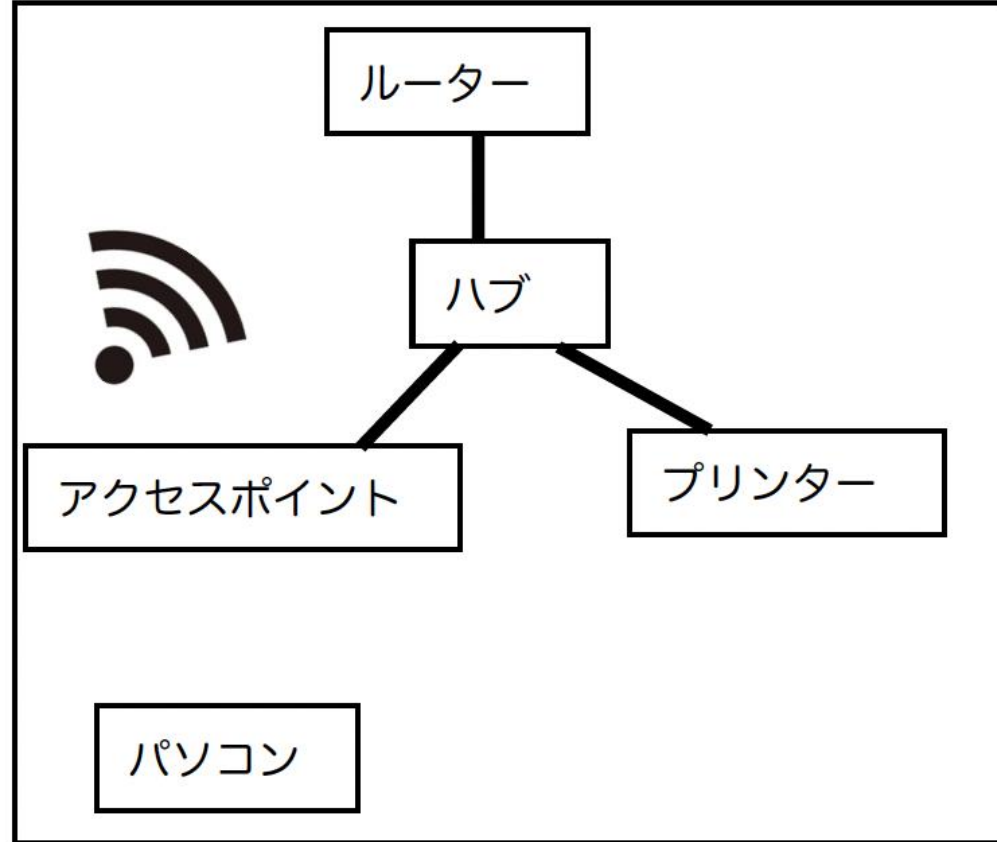 ルーター
ハブ
アクセスポイント
プリンター
パソコン